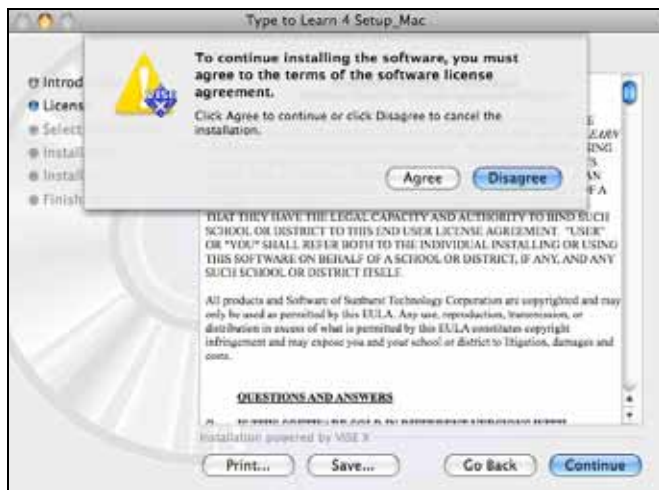 Type to Learn 4 Setup_Mac
To continue installing the software, you must
agree to the terms of the software license
agreement.
Click Agree to continue or click Disagree to cancel the
installation.
Agree Disagree
VISE
X
Introd
Licens
Select
Install
Install
Finish
E
LEARN
ING
S
AN
F A
THAT THEY HAVE THE LEGAL CAPACITY AND AUTHORITY TO BIND SUCH
SCHOOL OR DISTRICT TO THIS END USER LICENSE AGREEMENT. "USER"
OR "YOU" SHALL REFER BOTH TO THE INDIVIDUAL INSTALLING OR USING
THIS SOFTWARE ON BEHALF OF A SCHOOL OR DISTRICT, IF ANY, AND ANY
SUCH SCHOOL OR DISTRICT ITSELF.
All products and Software of Sunburst Technology Corporation are copyrighted and may
only be used as permitted by this EULA. Any use, reproduction, transmission, or
distribution in excess of what is permitted by this EULA constitutes copyright
infringement and may expose you and your school or district to litigation, damages and
costs.
QUESTIONS AND ANSWERS
Installation powered by VISE X
Print... Save... Go Back Continue